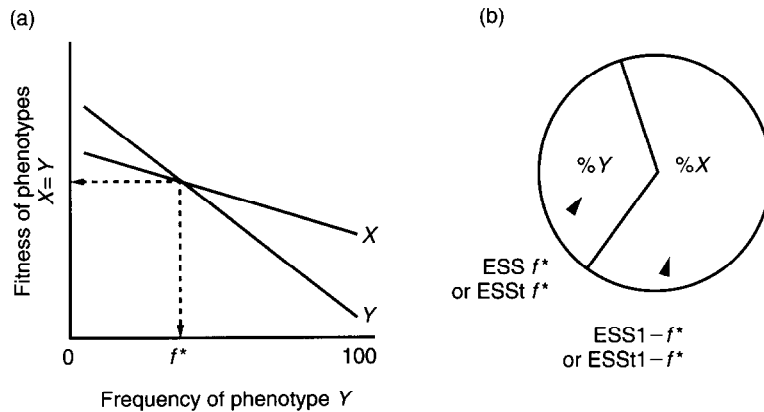 (a)
Fitness of phenotypes
X = Y
X
Y
0
f*
100
Frequency of phenotype Y
(b)
%Y
%X
ESS f*
or ESSt f*
ESS1−f*
or ESSt1−f*